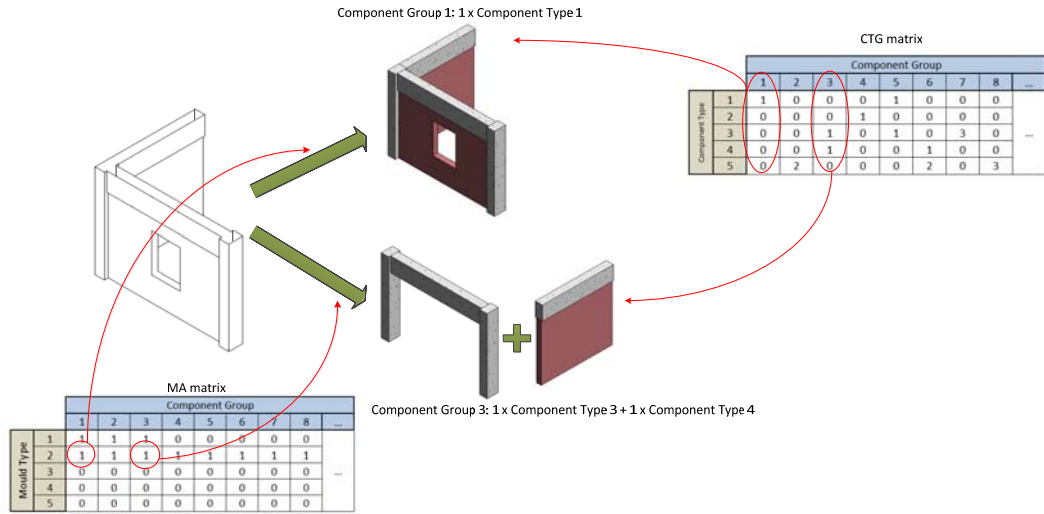 Component Group 1: 1 x Component Type 1
CTG matrix
Component Group
1 2 3 4 5 6 7 8 ...
Component Type
1 1 0 0 0 1 0 0 0
2 0 0 0 1 0 0 0 0
3 0 0 1 0 1 0 3 0 ...
4 0 0 1 0 0 1 0 0
5 0 2 0 0 0 2 0 3
Component Group 3: 1 x Component Type 3 + 1 x Component Type 4
MA matrix
Component Group
1 2 3 4 5 6 7 8 ...
Mould Type
1 1 1 1 0 0 0 0 0
2 1 1 1 1 1 1 1 1
3 0 0 0 0 0 0 0 0 ...
4 0 0 0 0 0 0 0 0
5 0 0 0 0 0 0 0 0